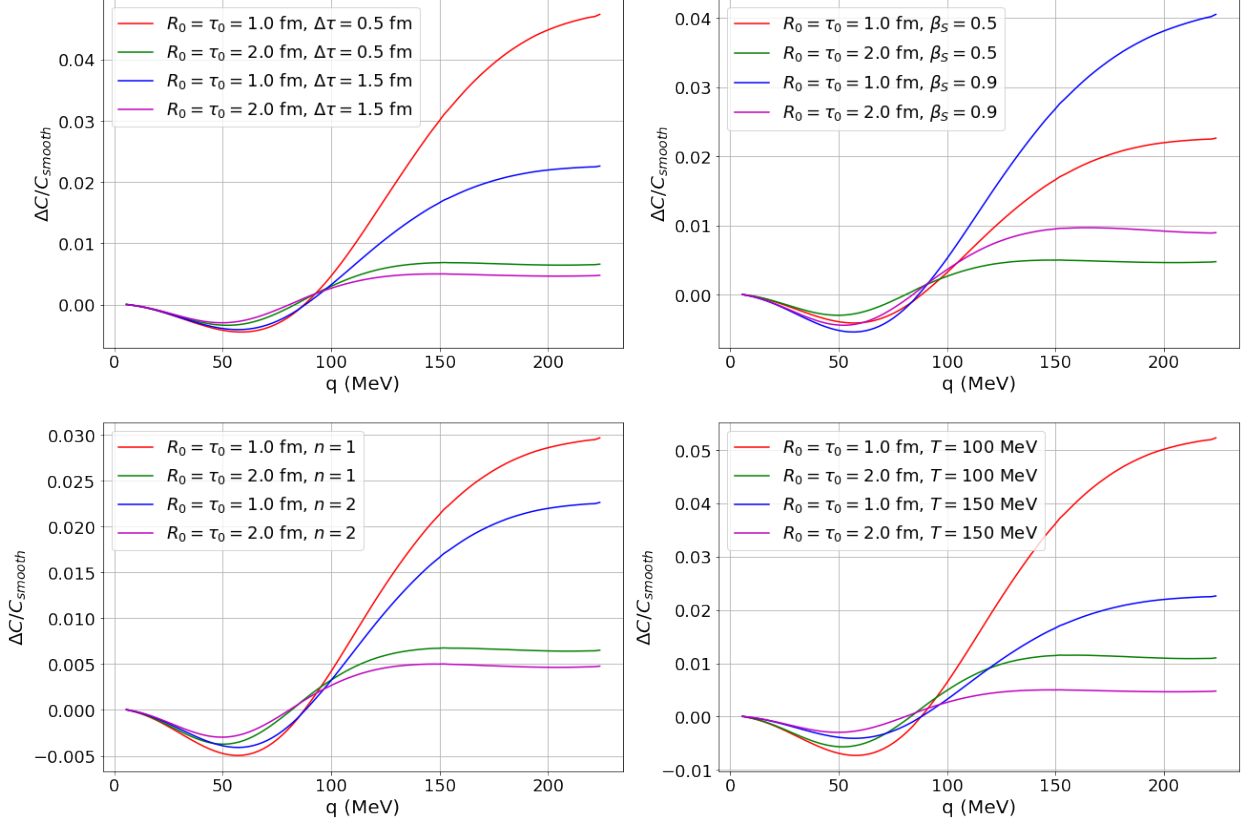 R₀ = τ₀ = 1.0 fm, Δτ = 0.5 fm
R₀ = τ₀ = 2.0 fm, Δτ = 0.5 fm
R₀ = τ₀ = 1.0 fm, Δτ = 1.5 fm
R₀ = τ₀ = 2.0 fm, Δτ = 1.5 fm
0.04
0.03
0.02
0.01
0.00
ΔC/C_smooth
0 50 100 150 200
q (MeV)
R₀ = τ₀ = 1.0 fm, β_S = 0.5
R₀ = τ₀ = 2.0 fm, β_S = 0.5
R₀ = τ₀ = 1.0 fm, β_S = 0.9
R₀ = τ₀ = 2.0 fm, β_S = 0.9
0.04
0.03
0.02
0.01
0.00
ΔC/C_smooth
0 50 100 150 200
q (MeV)
R₀ = τ₀ = 1.0 fm, n = 1
R₀ = τ₀ = 2.0 fm, n = 1
R₀ = τ₀ = 1.0 fm, n = 2
R₀ = τ₀ = 2.0 fm, n = 2
0.030
0.025
0.020
0.015
0.010
0.005
0.000
−0.005
ΔC/C_smooth
0 50 100 150 200
q (MeV)
R₀ = τ₀ = 1.0 fm, T = 100 MeV
R₀ = τ₀ = 2.0 fm, T = 100 MeV
R₀ = τ₀ = 1.0 fm, T = 150 MeV
R₀ = τ₀ = 2.0 fm, T = 150 MeV
0.05
0.04
0.03
0.02
0.01
0.00
−0.01
ΔC/C_smooth
0 50 100 150 200
q (MeV)